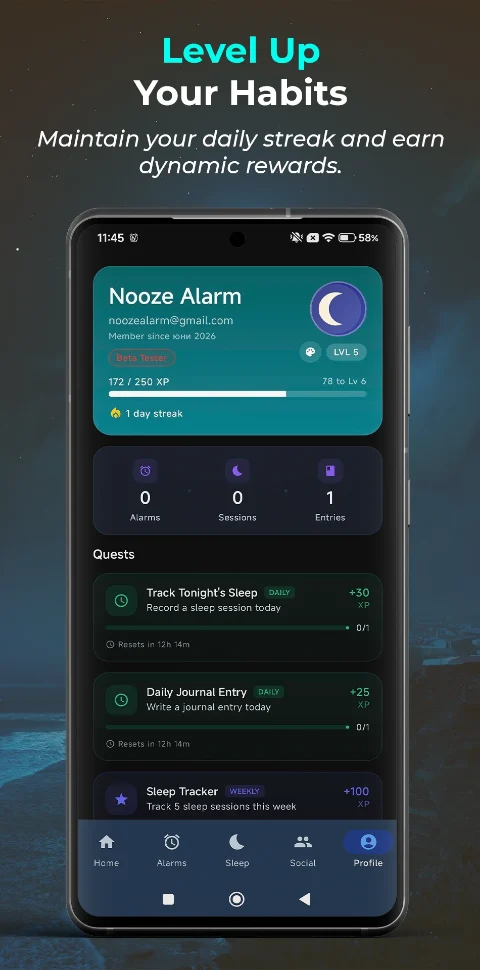 Level Up
Your Habits
Maintain your daily streak and earn
dynamic rewards.
11:45
58%
Nooze Alarm
noozealarm@gmail.com
Member since юни 2026
Beta Tester
LVL 5
172 / 250 XP
78 to Lv 6
1 day streak
0
0
1
Alarms
Sessions
Entries
Quests
Track Tonight's Sleep
DAILY
+30
XP
Record a sleep session today
0/1
Resets in 12h 14m
Daily Journal Entry
DAILY
+25
XP
Write a journal entry today
0/1
Resets in 12h 14m
Sleep Tracker
WEEKLY
+100
XP
Track 5 sleep sessions this week
Home
Alarms
Sleep
Social
Profile